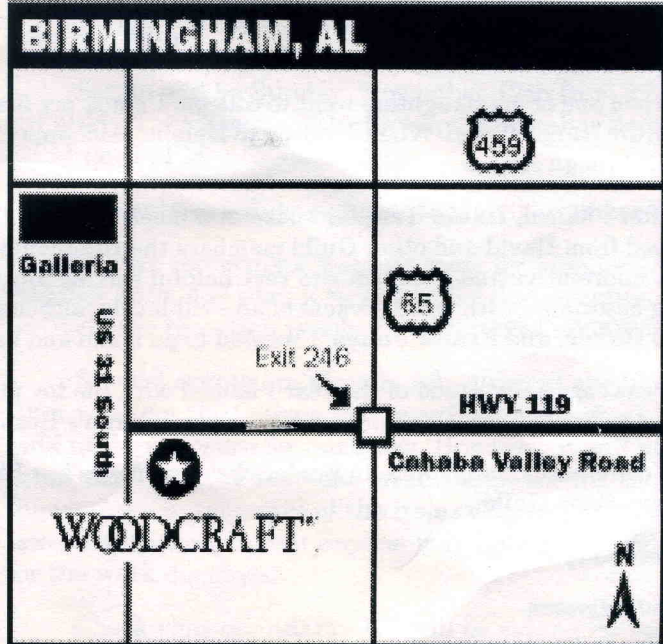 BIRMINGHAM, AL
459
Galleria
65
US 31 South
Exit 246
HWY 119
Cahaba Valley Road
WOODCRAFT
N